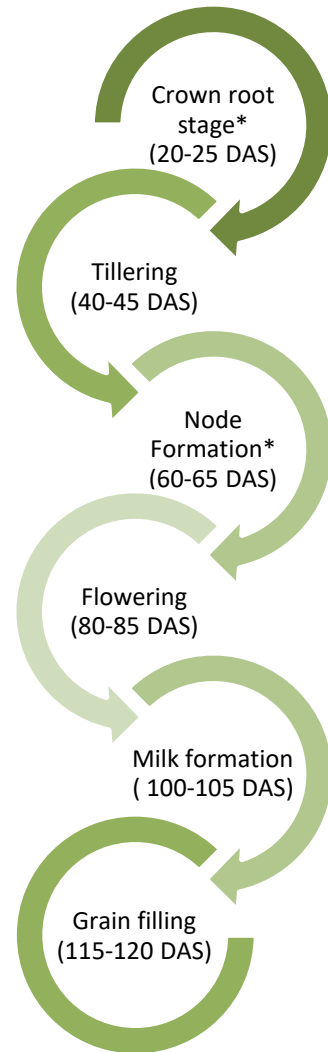 Crown root
stage*
(20-25 DAS)
Tillering
(40-45 DAS)
Node
Formation*
(60-65 DAS)
Flowering
(80-85 DAS)
Milk formation
( 100-105 DAS)
Grain filling
(115-120 DAS)